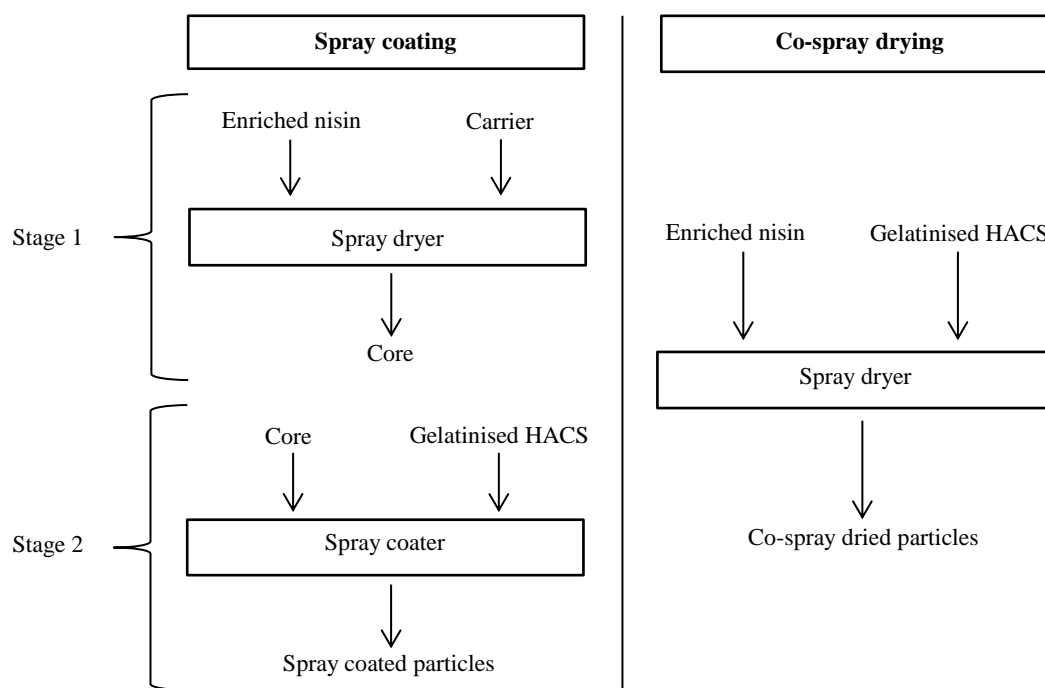 Spray coating
Enriched nisin
Carrier
Stage 1
Spray dryer
Core
Core
Gelatinised HACS
Stage 2
Spray coater
Spray coated particles
Co-spray drying
Enriched nisin
Gelatinised HACS
Spray dryer
Co-spray dried particles